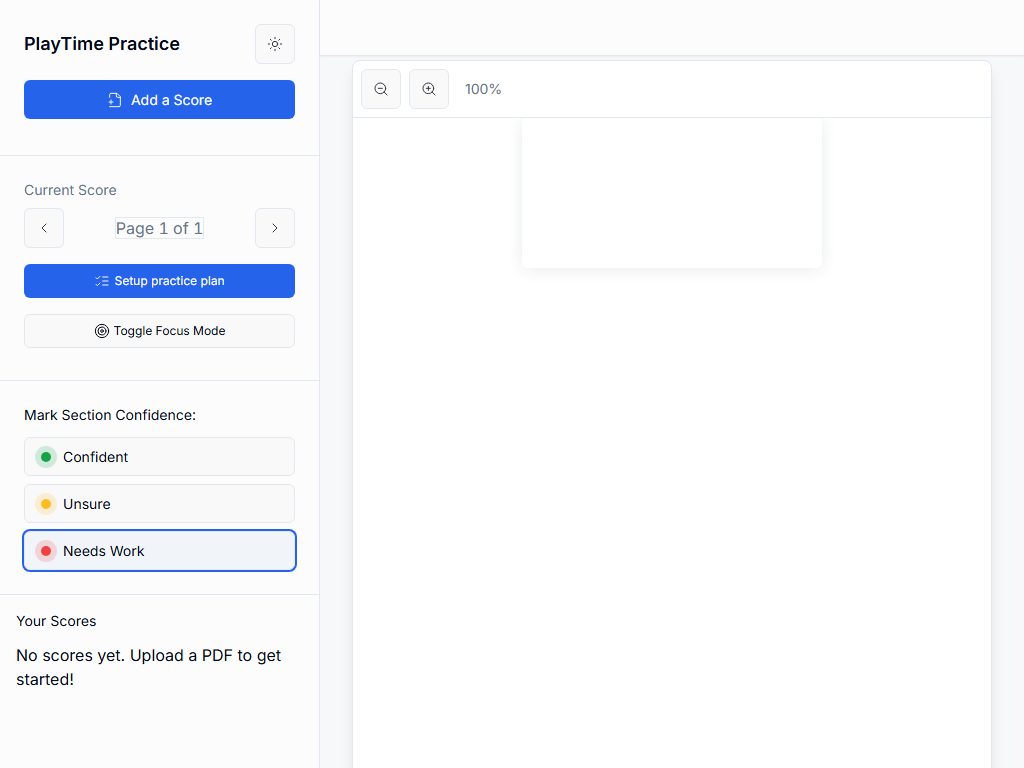 PlayTime Practice
Add a Score
Current Score
Page 1 of 1
Setup practice plan
Toggle Focus Mode
Mark Section Confidence:
Confident
Unsure
Needs Work
Your Scores
No scores yet. Upload a PDF to get
started!
100%